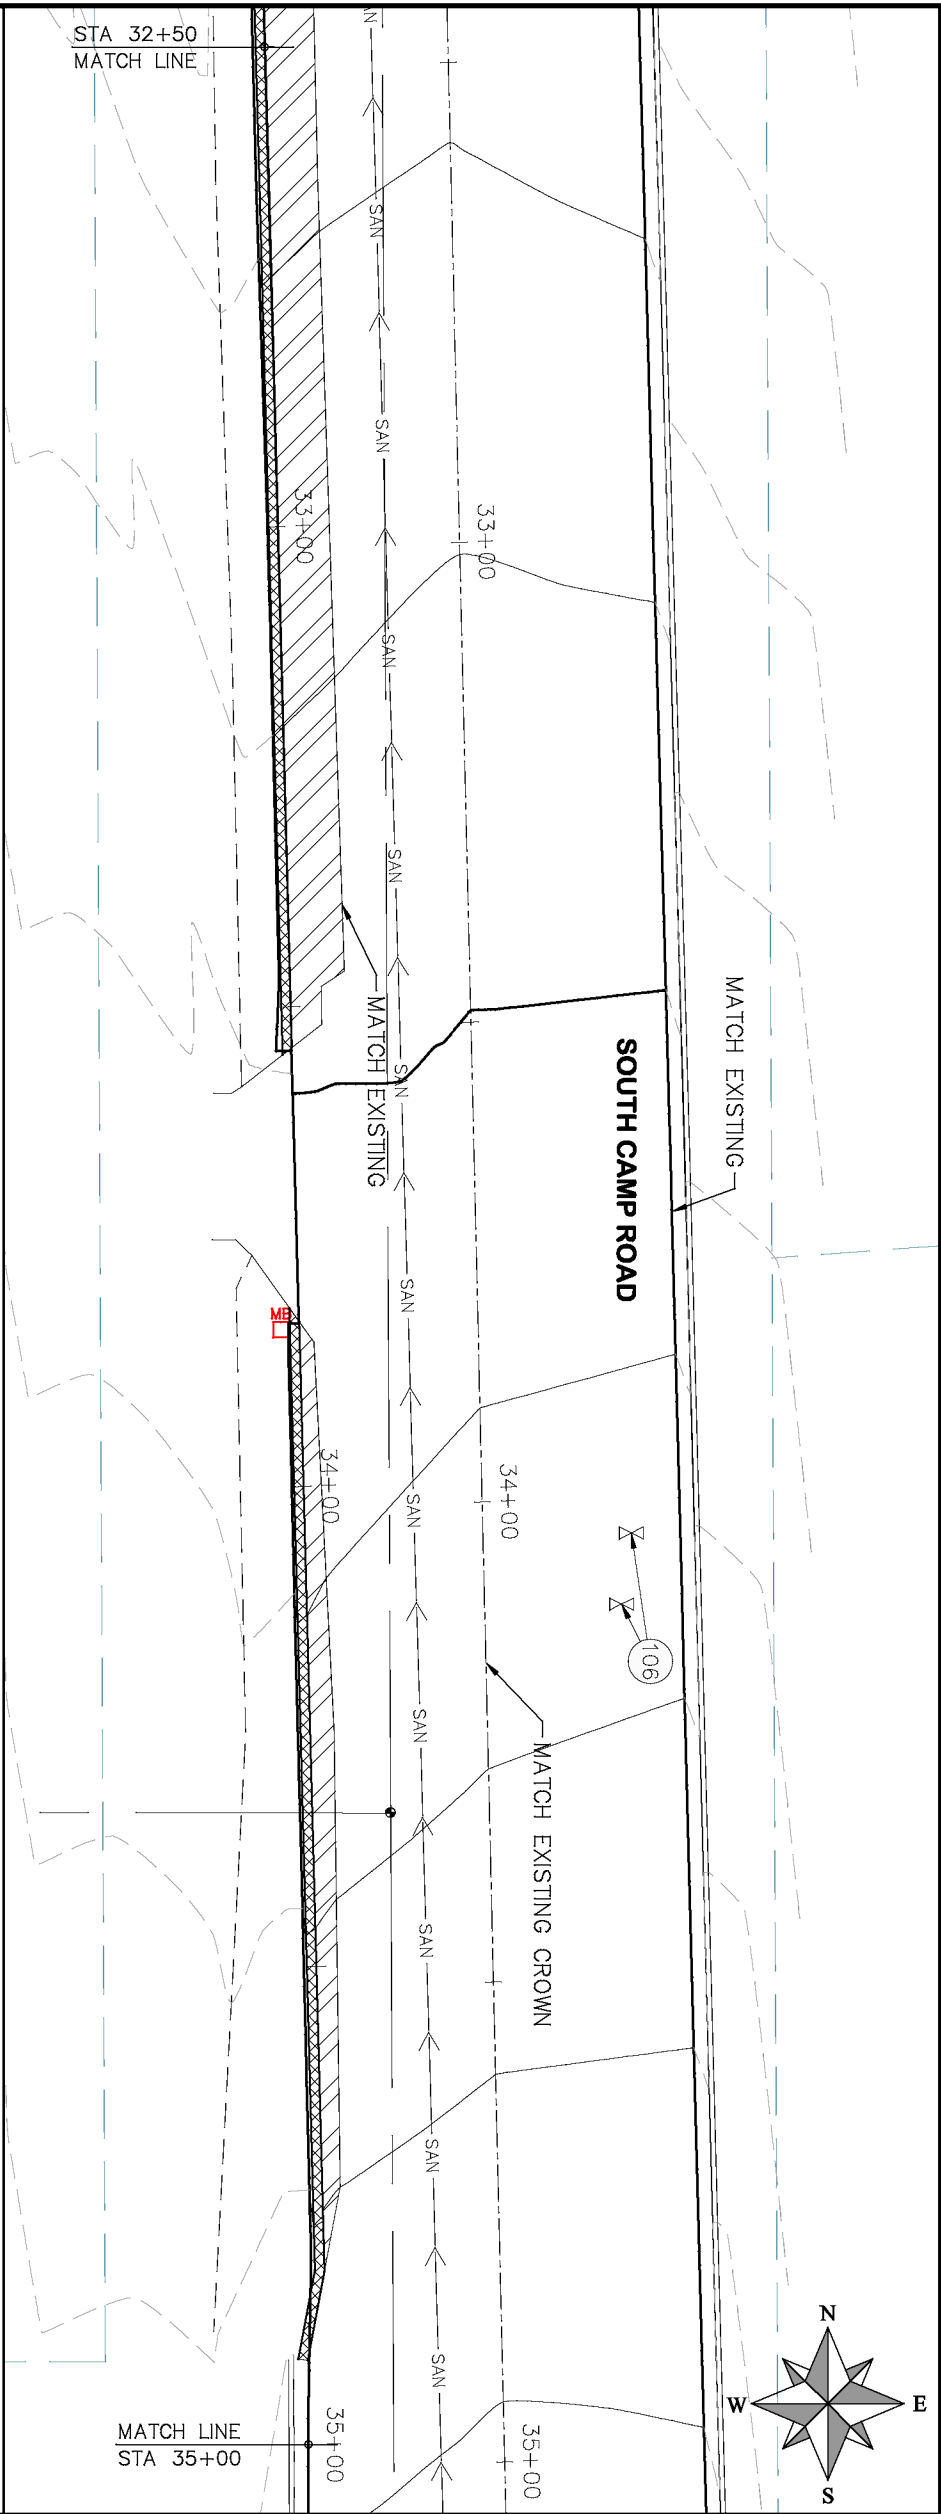 STA 32+50
MATCH LINE
AN
SAN
SAN
33+00
33+00
SAN
SAN
MATCH EXISTING
MATCH EXISTING
SOUTH CAMP ROAD
SAN
SAN
MB
34+00
34+00
SAN
106
SAN
MATCH EXISTING CROWN
SAN
SAN
N
W
E
S
SAN
MATCH LINE
STA 35+00
35+00
35+00